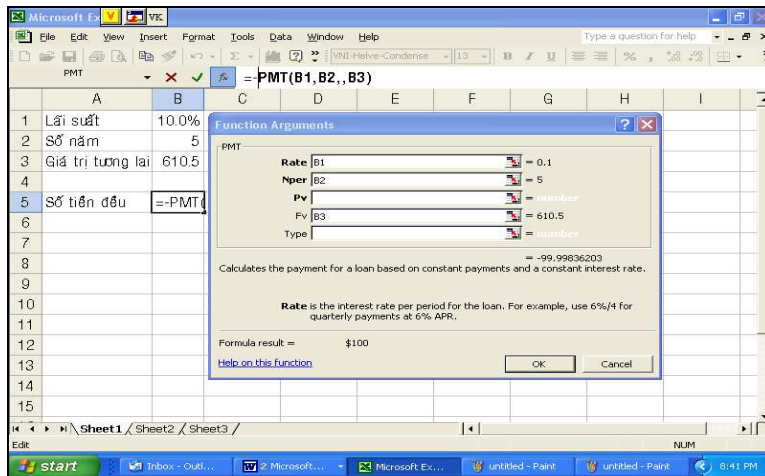 Microsoft Ex V VK
File Edit View Insert Format Tools Data Window Help Type a question for help
VNI-Helve-Condense 13 B I U % ,
PMT =-PMT(B1,B2,,B3)
A B C D E F G H I
1 Lãi suất 10.0%
2 Số năm 5
3 Giá trị tương lai 610.5
4
5 Số tiền đều =-PMT(
6
7
8
9
10
11
12
13
14
15
Function Arguments
PMT
Rate B1 = 0.1
Nper B2 = 5
Pv = number
Fv B3 = 610.5
Type = number
= -99.99836203
Calculates the payment for a loan based on constant payments and a constant interest rate.
Rate is the interest rate per period for the loan. For example, use 6%/4 for
quarterly payments at 6% APR.
Formula result = $100
Help on this function OK Cancel
Sheet1 / Sheet2 / Sheet3 /
Edit NUM
start Inbox - Outl... 2 Microsoft... Microsoft Ex... untitled - Paint untitled - Paint 8:41 PM